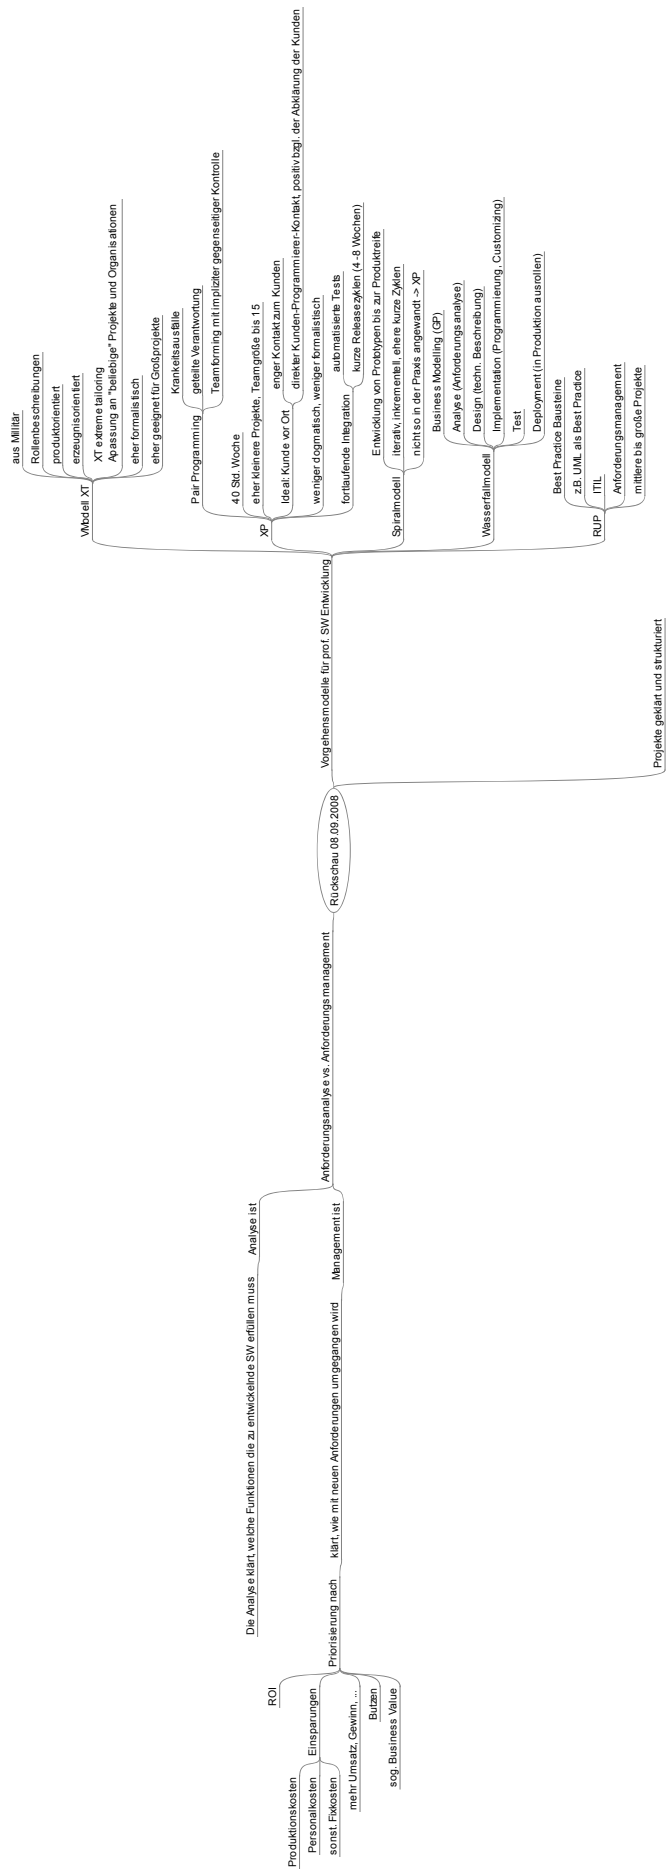 Rückschau 08.09.2008
Vorgehensmodelle für prof. SW Entwicklung
VModell XT
aus Militär
Rollenbeschreibungen
produktorientiert
erzeugnisorientiert
XT extreme tailoring
Apassung an "beliebige" Projekte und Organisationen
eher formalistisch
eher geeignet für Großprojekte
XP
Pair Programming
Krankeitsausfälle
geteilte Verantwortung
Teamforming mit impliziter gegenseitiger Kontrolle
40 Std. Woche
eher kleinere Projekte, Teamgröße bis 15
Ideal: Kunde vor Ort
enger Kontakt zum Kunden
direkter Kunden-Programmierer-Kontakt, positiv bzgl. der Abklärung der Kunden
weniger dogmatisch, weniger formalistisch
fortlaufende Integration
automatisierte Tests
kurze Releasezyklen (4 -8 Wochen)
Spiralmodell
Entwicklung von Prototypen bis zur Produktreife
iterativ, inkrementell, ehere kurze Zyklen
nicht so in der Praxis angewandt -> XP
Wasserfallmodell
Business Modelling (GP)
Analyse (Anforderungsanalyse)
Design (techn. Beschreibung)
Implementation (Programmierung, Customizing)
Test
Deployment (in Produktion ausrollen)
RUP
Best Practice Bausteine
z.B. UML als Best Practice
ITIL
Anforderungsmanagement
mittlere bis große Projekte
Projekte geklärt und strukturiert
Anforderungsanalyse vs. Anforderungsmanagement
Analyse ist
Die Analyse klärt, welche Funktionen die zu entwickelnde SW erfüllen muss
Management ist
klärt, wie mit neuen Anforderungen umgegangen wird
Priorisierung nach
ROI
Einsparungen
Produktionskosten
Personalkosten
sonst. Fixkosten
mehr Umsatz, Gewinn, ...
Butzen
sog. Business Value